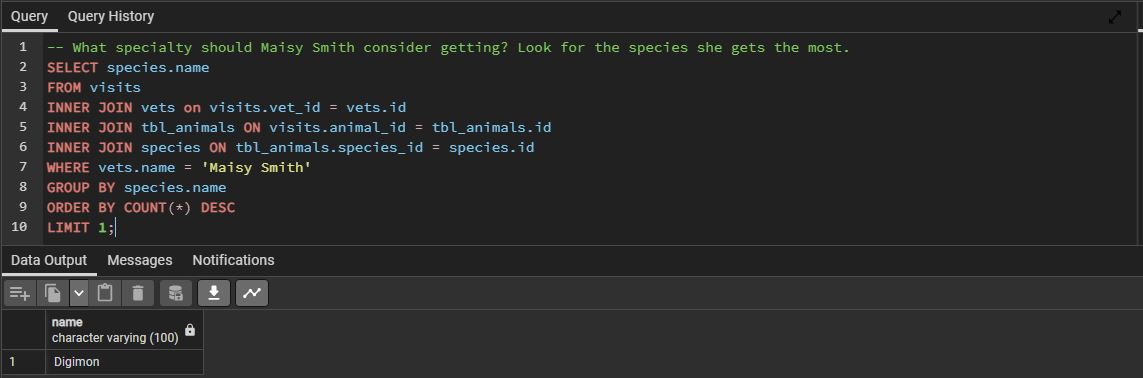 Query Query History
1 -- What specialty should Maisy Smith consider getting? Look for the species she gets the most.
2 SELECT species.name
3 FROM visits
4 INNER JOIN vets on visits.vet_id = vets.id
5 INNER JOIN tbl_animals ON visits.animal_id = tbl_animals.id
6 INNER JOIN species ON tbl_animals.species_id = species.id
7 WHERE vets.name = 'Maisy Smith'
8 GROUP BY species.name
9 ORDER BY COUNT(*) DESC
10 LIMIT 1;
Data Output Messages Notifications
name
character varying (100)
1 Digimon